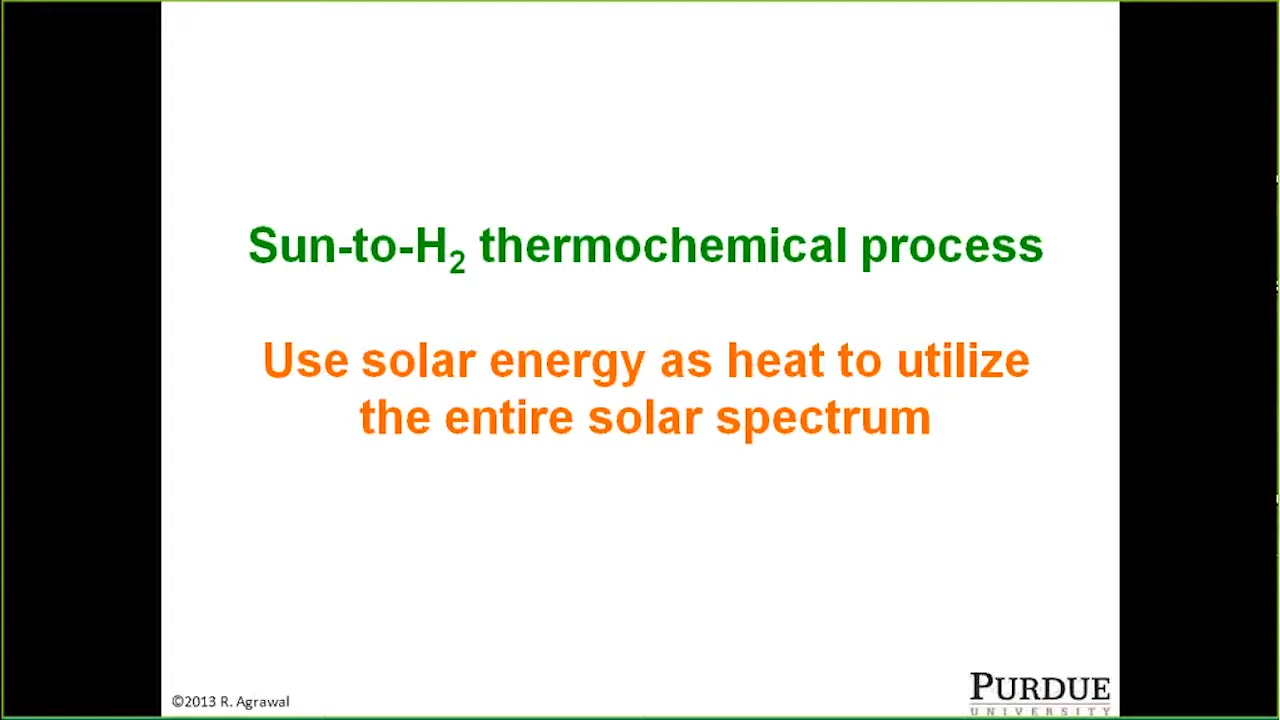 Sun-to-H₂ thermochemical process
Use solar energy as heat to utilize
the entire solar spectrum
©2013 R. Agrawal
PURDUE
UNIVERSITY